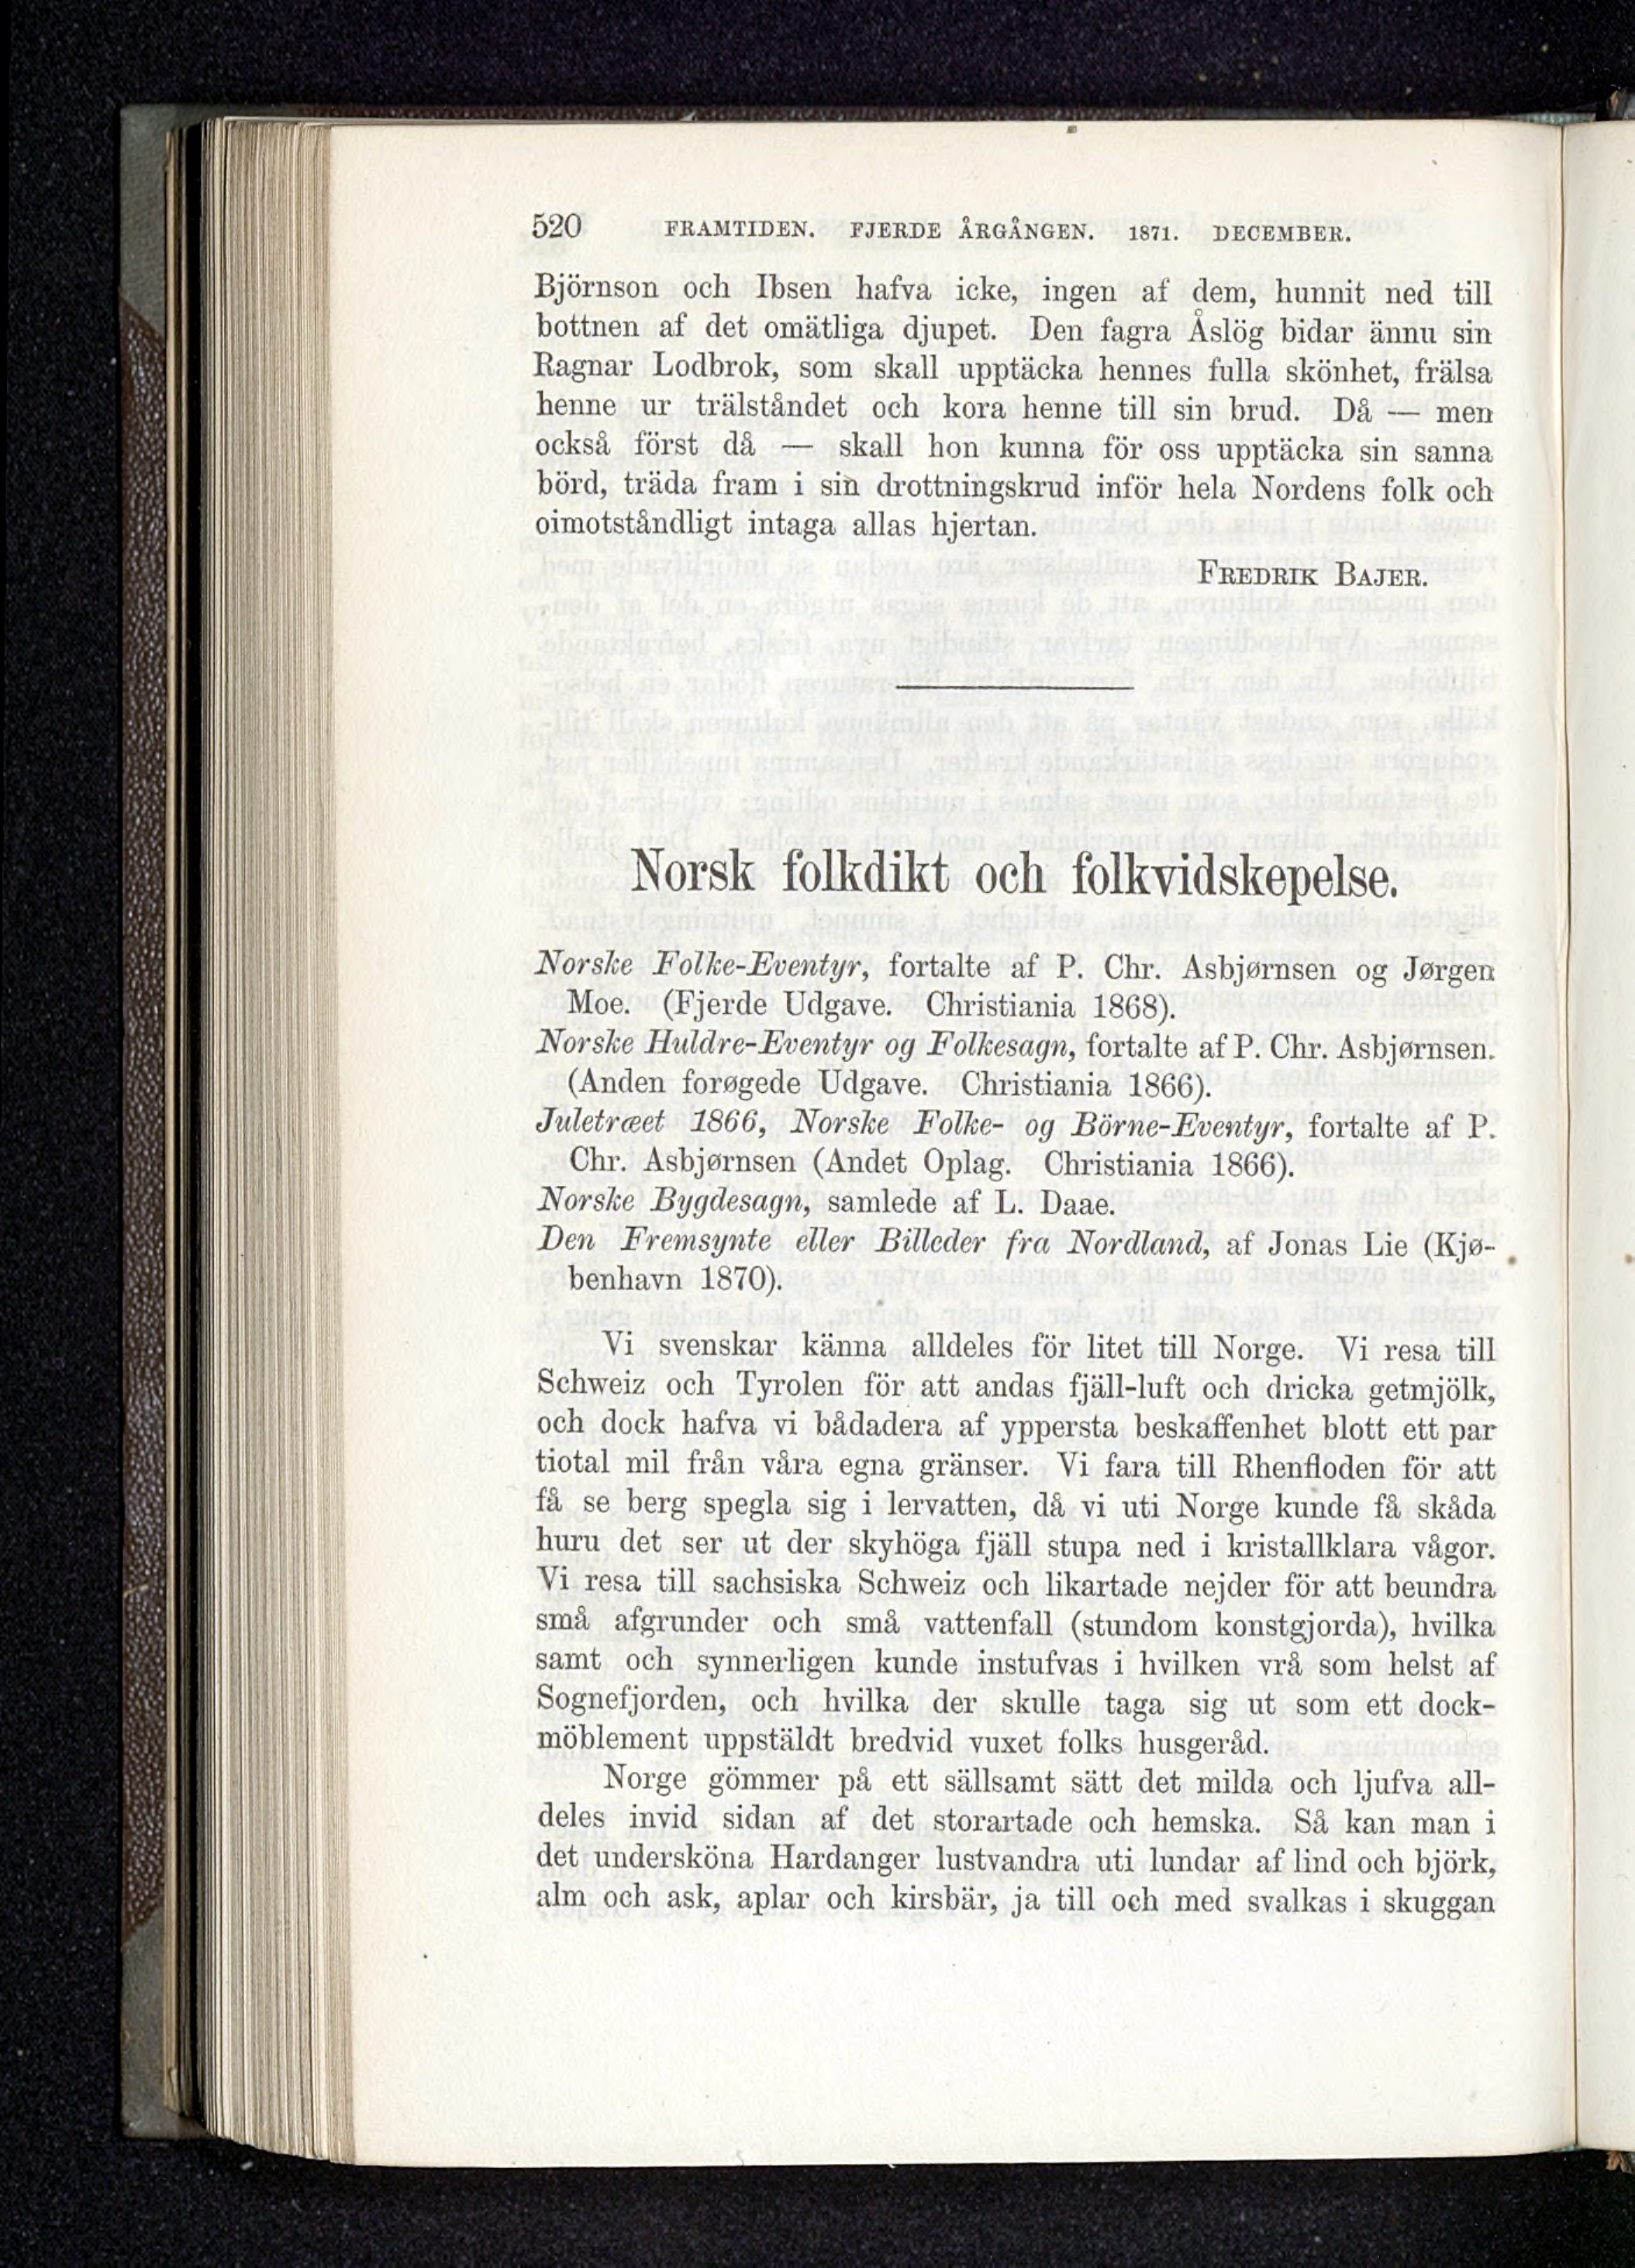 520 FRAMTIDEN. FJERDE ÅRGÅNGEN. 1871. DECEMBER.
Björnson och Ibsen hafva icke, ingen af dem, hunnit ned till
bottnen af det omätliga djupet. Den fagra Åslög bidar ännu sin
Ragnar Lodbrok, som skall upptäcka hennes fulla skönhet, frälsa
henne ur trälståndet och kora henne till sin brud. Då — men
också först då — skall hon kunna för oss upptäcka sin sanna
börd, träda fram i sin drottningskrud inför hela Nordens folk och
oimotståndligt intaga allas hjertan.
FREDRIK BAJER.
Norsk folkdikt och folkvidskepelse.
Norske Folke-Eventyr, fortalte af P. Chr. Asbjørnsen og Jørgen
Moe. (Fjerde Udgave. Christiania 1868).
Norske Huldre-Eventyr og Folkesagn, fortalte af P. Chr. Asbjørnsen.
(Anden forøgede Udgave. Christiania 1866).
Juletræet 1866, Norske Folke- og Börne-Eventyr, fortalte af P.
Chr. Asbjørnsen (Andet Oplag. Christiania 1866).
Norske Bygdesagn, samlede af L. Daae.
Den Fremsynte eller Billeder fra Nordland, af Jonas Lie (Kjø-
benhavn 1870).
Vi svenskar känna alldeles för litet till Norge. Vi resa till
Schweiz och Tyrolen för att andas fjäll-luft och dricka getmjölk,
och dock hafva vi bådadera af yppersta beskaffenhet blott ett par
tiotal mil från våra egna gränser. Vi fara till Rhenfloden för att
få se berg spegla sig i lervatten, då vi uti Norge kunde få skåda
huru det ser ut der skyhöga fjäll stupa ned i kristallklara vågor.
Vi resa till sachsiska Schweiz och likartade nejder för att beundra
små afgrunder och små vattenfall (stundom konstgjorda), hvilka
samt och synnerligen kunde instufvas i hvilken vrå som helst af
Sognefjorden, och hvilka der skulle taga sig ut som ett dock-
möblement uppstäldt bredvid vuxet folks husgeråd.
Norge gömmer på ett sällsamt sätt det milda och ljufva all-
deles invid sidan af det storartade och hemska. Så kan man i
det undersköna Hardanger lustvandra uti lundar af lind och björk,
alm och ask, aplar och kirsbär, ja till och med svalkas i skuggan